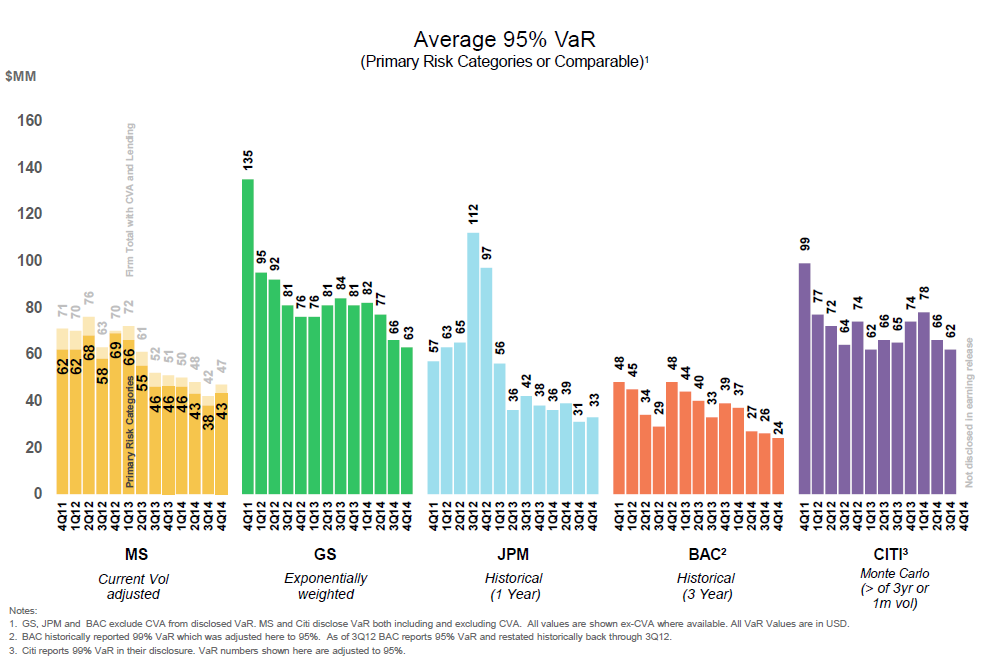 Average 95% VaR
(Primary Risk Categories or Comparable)¹
$MM
160
140
120
100
80
60
40
20
0
Firm Total with CVA and Lending
Primary Risk Categories
71 70 76 63 70 72 61 52 51 50 48 42 47
62 62 68 58 69 66 55 46 46 46 43 38 43
135 95 92 81 76 76 81 84 81 82 77 66 63
57 63 65 112 97 56 36 42 38 36 39 31 33
48 45 34 29 48 44 40 33 39 37 27 26 24
99 77 72 64 74 62 66 65 74 78 66 62
Not disclosed in earning release
4Q11 1Q12 2Q12 3Q12 4Q12 1Q13 2Q13 3Q13 4Q13 1Q14 2Q14 3Q14 4Q14
4Q11 1Q12 2Q12 3Q12 4Q12 1Q13 2Q13 3Q13 4Q13 1Q14 2Q14 3Q14 4Q14
4Q11 1Q12 2Q12 3Q12 4Q12 1Q13 2Q13 3Q13 4Q13 1Q14 2Q14 3Q14 4Q14
4Q11 1Q12 2Q12 3Q12 4Q12 1Q13 2Q13 3Q13 4Q13 1Q14 2Q14 3Q14 4Q14
4Q11 1Q12 2Q12 3Q12 4Q12 1Q13 2Q13 3Q13 4Q13 1Q14 2Q14 3Q14 4Q14
MS
Current Vol
adjusted
GS
Exponentially
weighted
JPM
Historical
(1 Year)
BAC²
Historical
(3 Year)
CITI³
Monte Carlo
(> of 3yr or
1m vol)
Notes:
1. GS, JPM and BAC exclude CVA from disclosed VaR. MS and Citi disclose VaR both including and excluding CVA. All values are shown ex-CVA where available. All VaR Values are in USD.
2. BAC historically reported 99% VaR which was adjusted here to 95%. As of 3Q12 BAC reports 95% VaR and restated historically back through 3Q12.
3. Citi reports 99% VaR in their disclosure. VaR numbers shown here are adjusted to 95%.